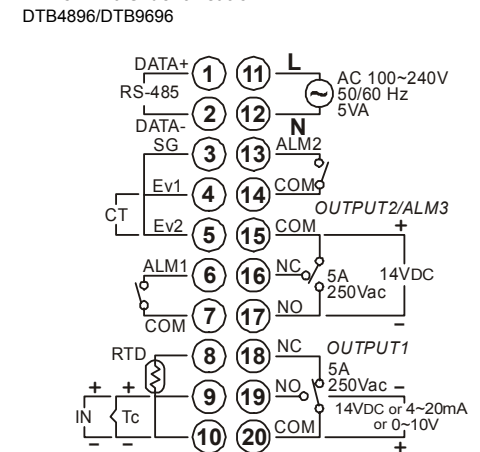 DTB4896/DTB9696
DATA+ 1 11 L
RS-485 AC 100~240V
50/60 Hz
5VA
2 12 N
DATA-
SG 3 13 ALM2
Ev1 4 14 COM
CT
OUTPUT2/ALM3
Ev2 5 15 COM +
ALM1 6 16 NC 5A 14VDC
250Vac
COM 7 17 NO –
RTD 8 18 NC OUTPUT1
5A
+ + 9 19 NO 250Vac –
IN Tc 14VDC or 4~20mA
or 0~10V
– – 10 20 COM +